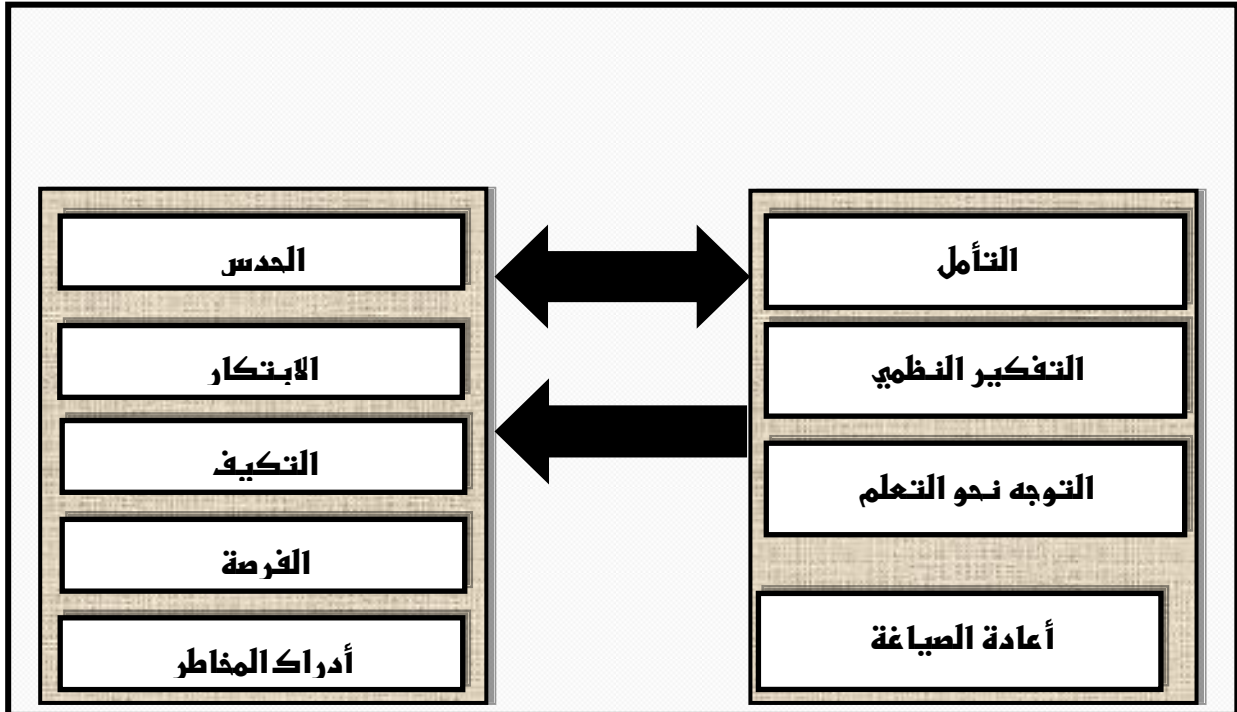 التأمل
التفكير النظمي
التوجه نحو التعلم
أعادة الصياغة
الحدس
الابتكار
التكيف
الفرصة
أدراك المخاطر